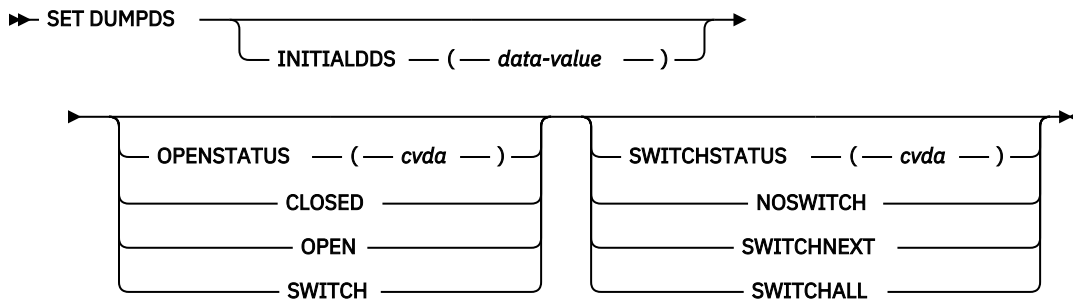 SET DUMPDS
INITIALDDS ( data-value )
OPENSTATUS ( cvda ) SWITCHSTATUS ( cvda )
CLOSED NOSWITCH
OPEN SWITCHNEXT
SWITCH SWITCHALL